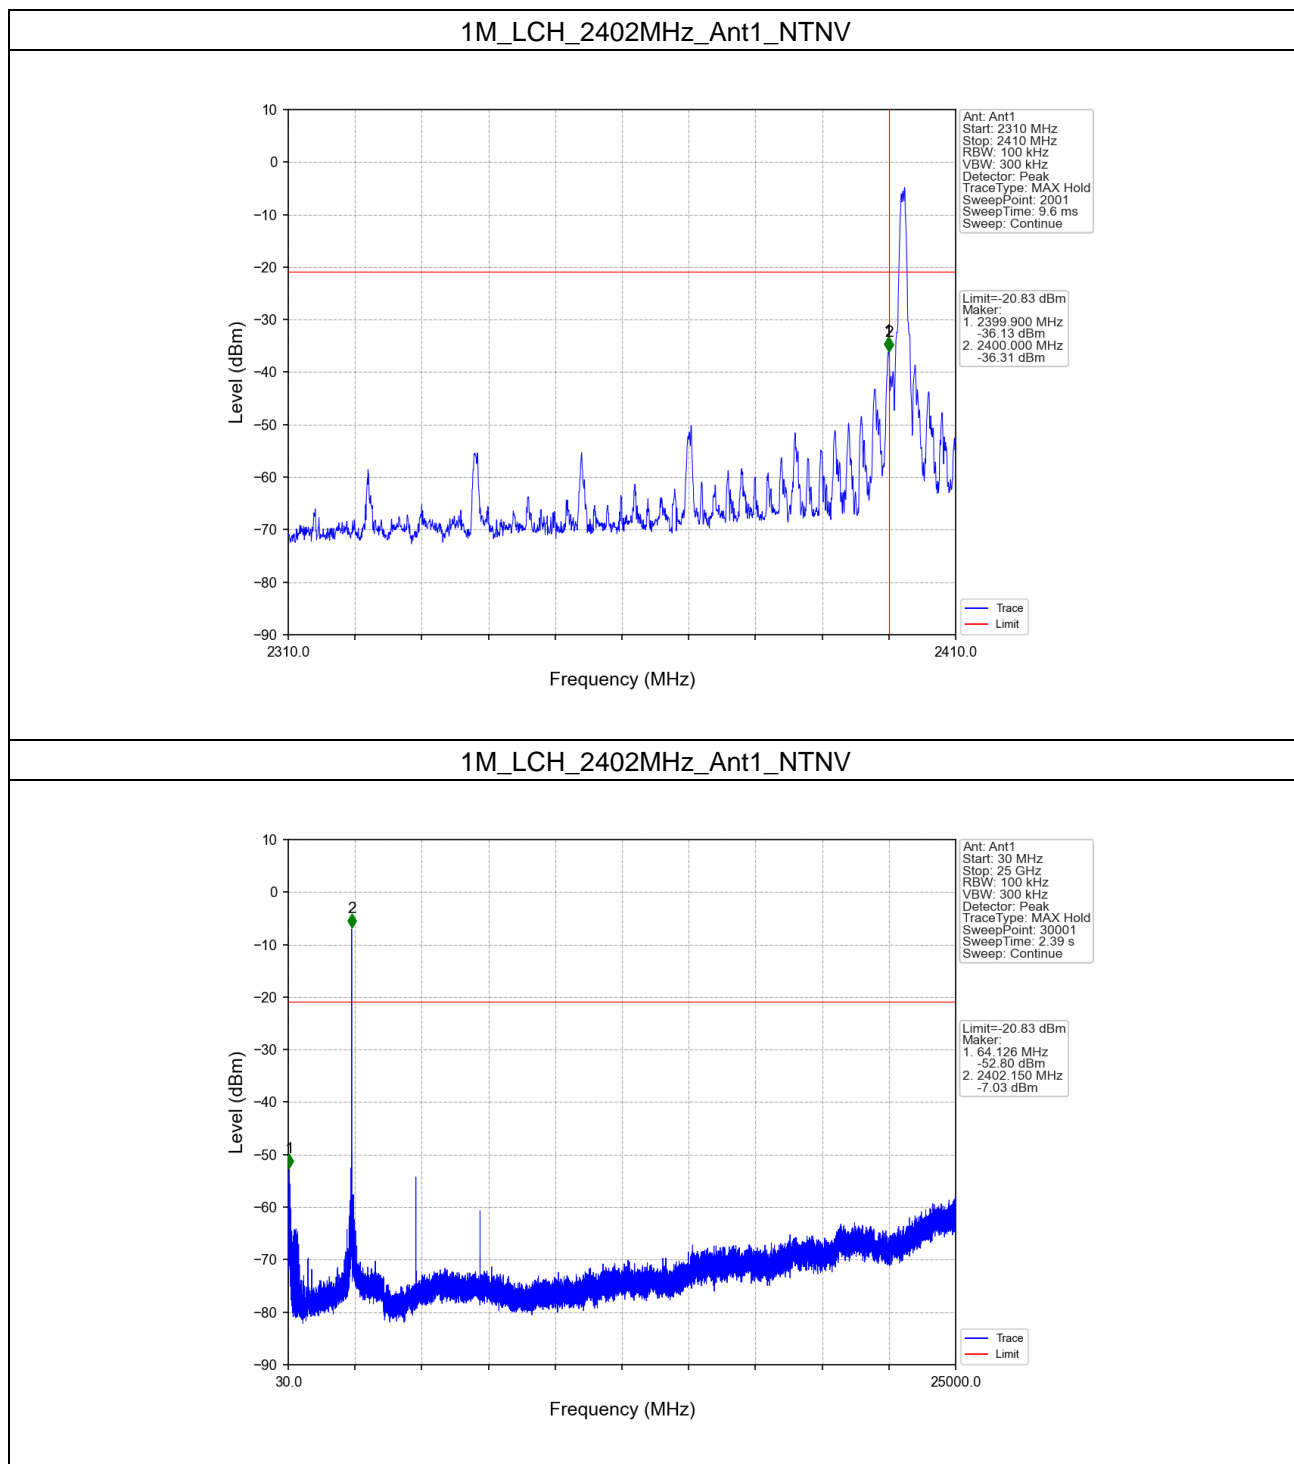 1M_LCH_2402MHz_Ant1_NTNV
10
0
−10
−20
−30
−40
−50
−60
−70
−80
−90
Level (dBm)
2310.0
2410.0
Frequency (MHz)
2
Ant: Ant1
Start: 2310 MHz
Stop: 2410 MHz
RBW: 100 kHz
VBW: 300 kHz
Detector: Peak
TraceType: MAX Hold
SweepPoint: 2001
SweepTime: 9.6 ms
Sweep: Continue
Limit=-20.83 dBm
Maker:
1. 2399.900 MHz
-36.13 dBm
2. 2400.000 MHz
-36.31 dBm
Trace
Limit
1M_LCH_2402MHz_Ant1_NTNV
10
0
−10
−20
−30
−40
−50
−60
−70
−80
−90
Level (dBm)
30.0
25000.0
Frequency (MHz)
1
2
Ant: Ant1
Start: 30 MHz
Stop: 25 GHz
RBW: 100 kHz
VBW: 300 kHz
Detector: Peak
TraceType: MAX Hold
SweepPoint: 30001
SweepTime: 2.39 s
Sweep: Continue
Limit=-20.83 dBm
Maker:
1. 64.126 MHz
-52.80 dBm
2. 2402.150 MHz
-7.03 dBm
Trace
Limit